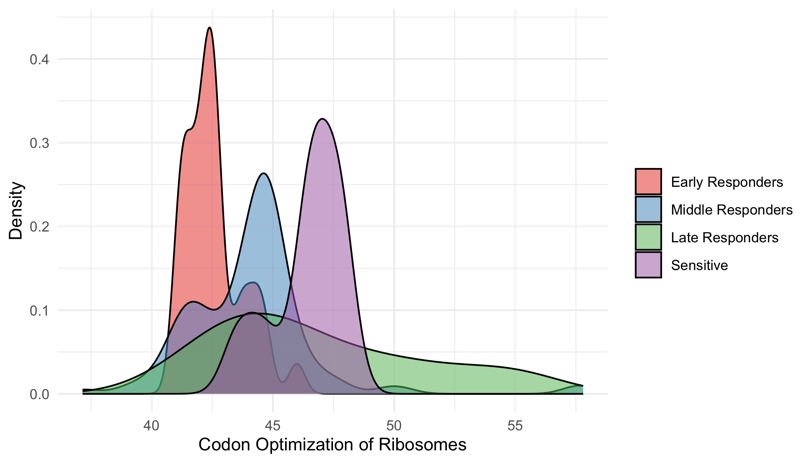 0.4
0.3
0.2
0.1
0.0
Density
40 45 50 55
Codon Optimization of Ribosomes
Early Responders
Middle Responders
Late Responders
Sensitive